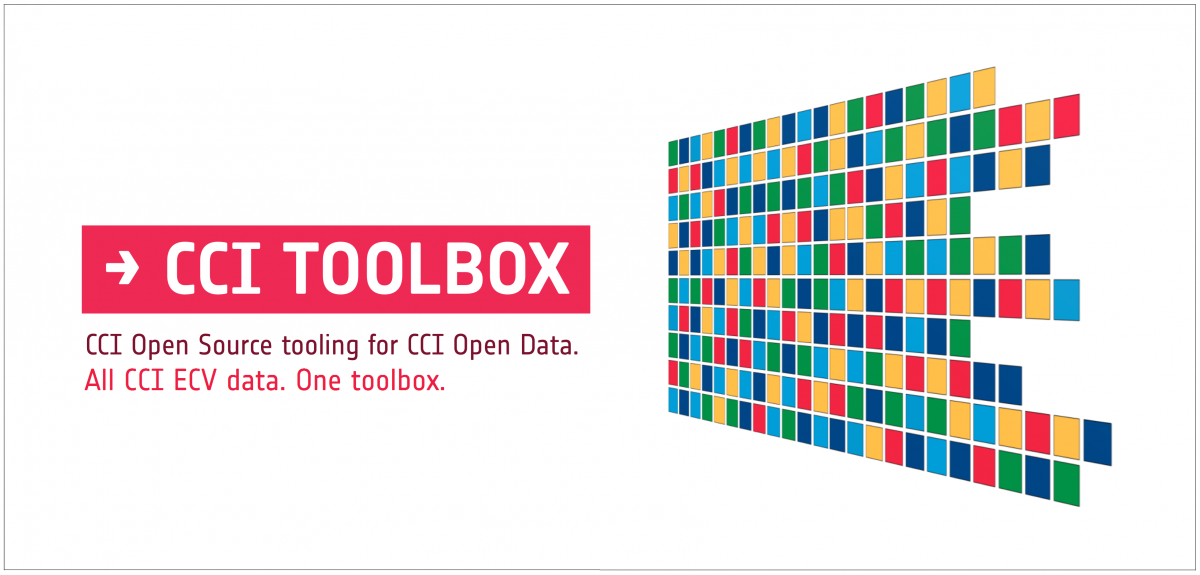 → CCI TOOLBOX
CCI Open Source tooling for CCI Open Data.
All CCI ECV data. One toolbox.